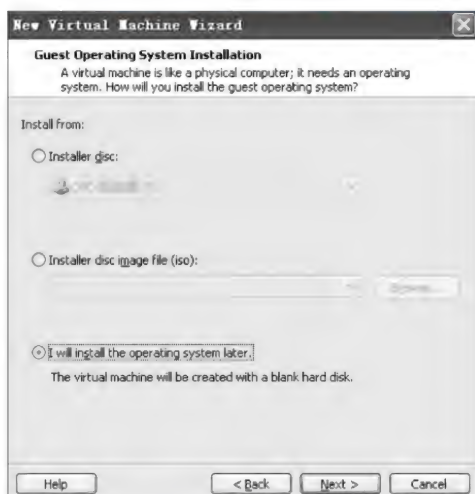 New Virtual Machine Wizard
Guest Operating System Installation
A virtual machine is like a physical computer; it needs an operating
system. How will you install the guest operating system?
Install from:
Installer disc:
Installer disc image file (iso):
I will install the operating system later.
The virtual machine will be created with a blank hard disk.
Help
< Back
Next >
Cancel